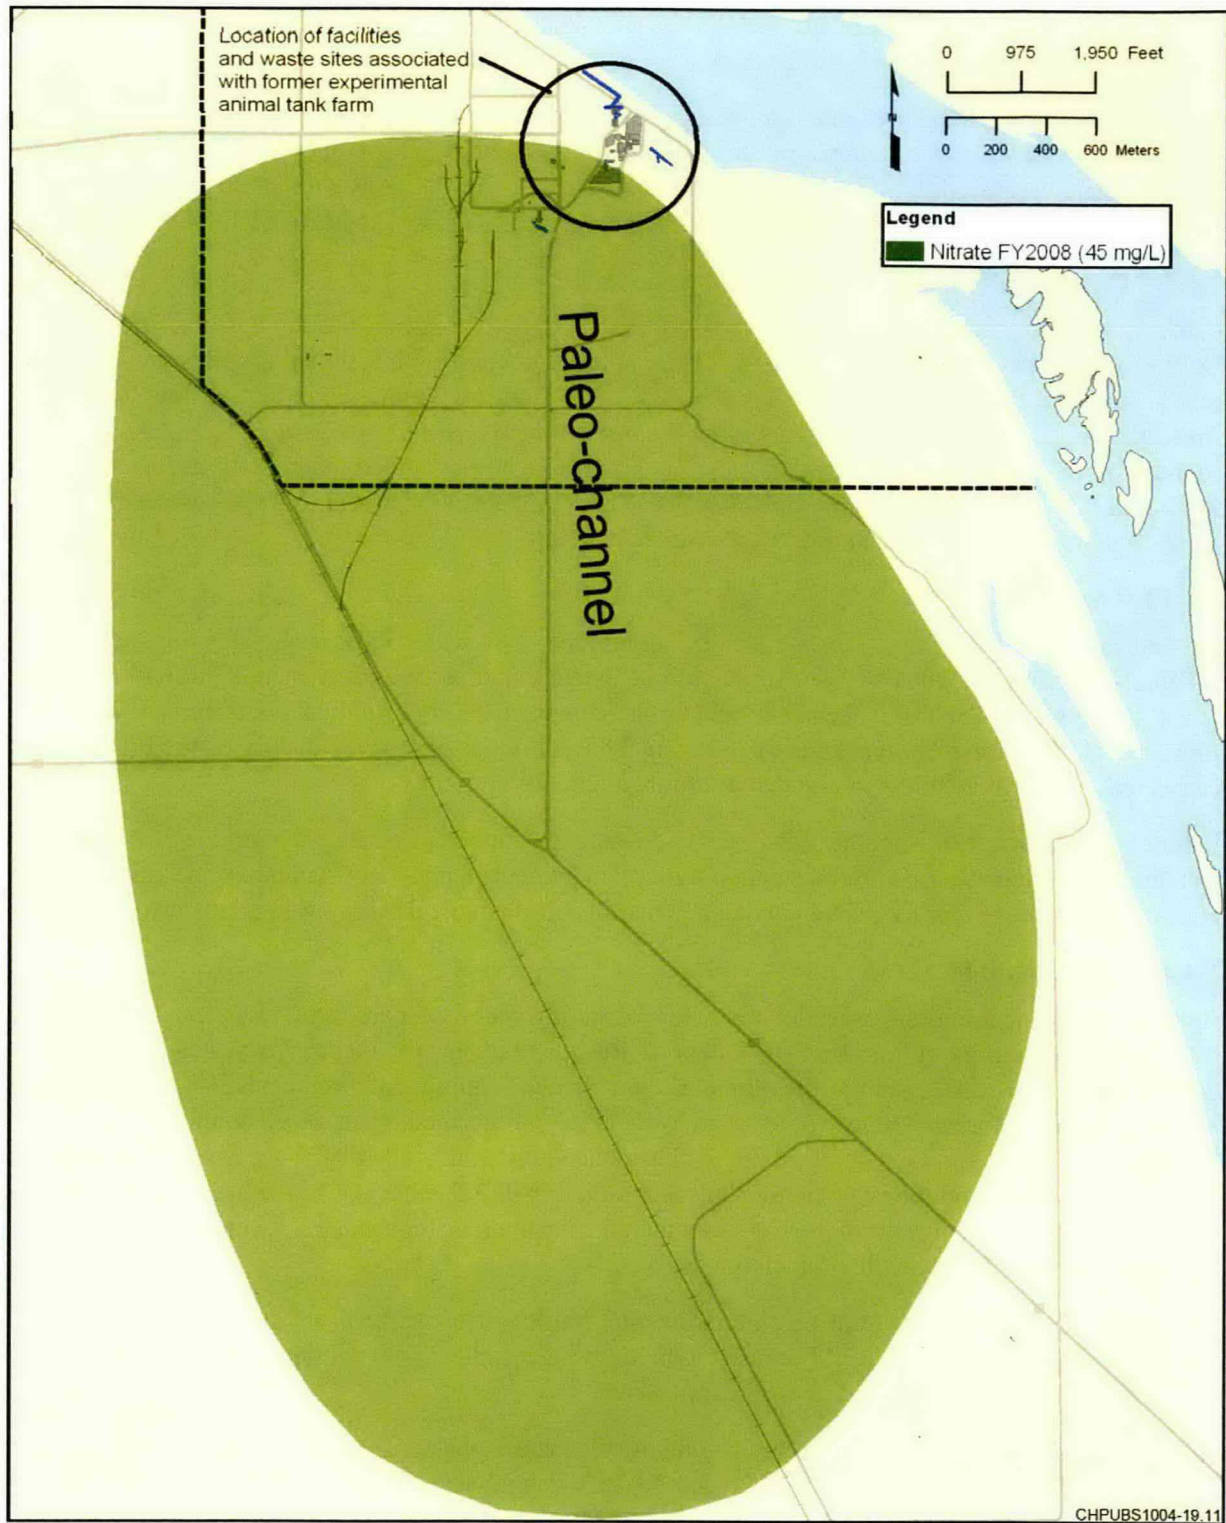 Location of facilities
and waste sites associated
with former experimental
animal tank farm
0 975 1,950 Feet
0 200 400 600 Meters
Legend
Nitrate FY2008 (45 mg/L)
Paleo-channel
CHPUBS1004-19.11